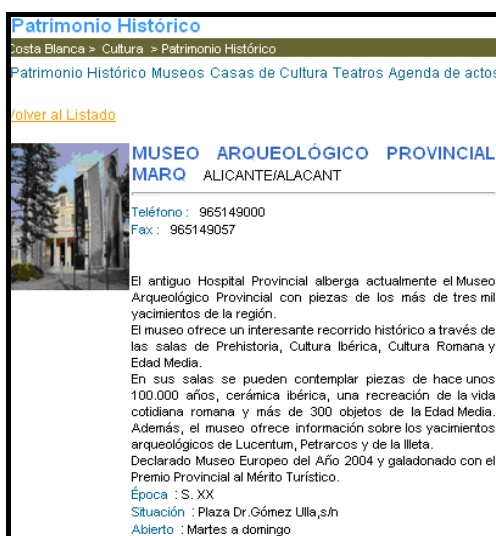 Patrimonio Histórico
Costa Blanca > Cultura > Patrimonio Histórico
Patrimonio Histórico Museos Casas de Cultura Teatros Agenda de actos
Volver al Listado
MUSEO ARQUEOLÓGICO PROVINCIAL
MARQ ALICANTE/ALACANT
Teléfono : 965149000
Fax : 965149057
El antiguo Hospital Provincial alberga actualmente el Museo
Arqueológico Provincial con piezas de los más de tres mil
yacimientos de la región.
El museo ofrece un interesante recorrido histórico a través de
las salas de Prehistoria, Cultura Ibérica, Cultura Romana y
Edad Media.
En sus salas se pueden contemplar piezas de hace unos
100.000 años, cerámica ibérica, una recreación de la vida
cotidiana romana y más de 300 objetos de la Edad Media.
Además, el museo ofrece información sobre los yacimientos
arqueológicos de Lucentum, Petrarcos y de la Illeta.
Declarado Museo Europeo del Año 2004 y galadonado con el
Premio Provincial al Mérito Turístico.
Época : S. XX
Situación : Plaza Dr.Gómez Ulla,s/n
Abierto : Martes a domingo